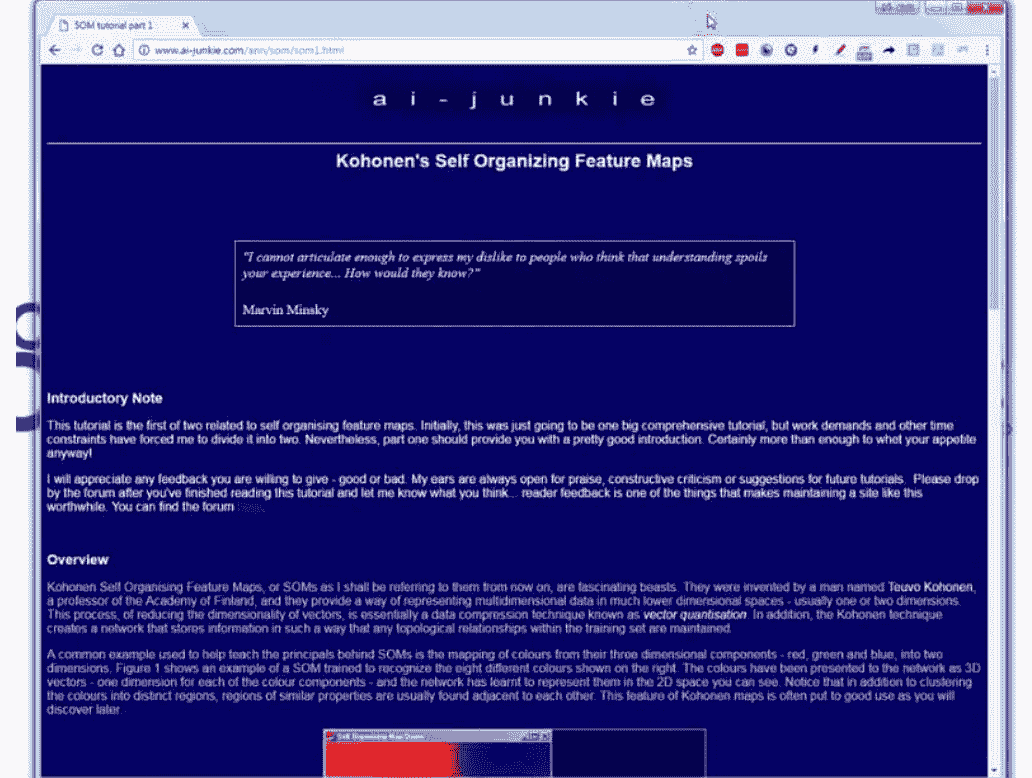 SOM tutorial part 1
www.ai-junkie.com/ann/som/som1.html
ai-junkie
Kohonen's Self Organizing Feature Maps
"I cannot articulate enough to express my dislike to people who think that understanding spoils
your experience... How would they know?"
Marvin Minsky
Introductory Note
This tutorial is the first of two related to self organising feature maps. Initially, this was just going to be one big comprehensive tutorial, but work demands and other time
constraints have forced me to divide it into two. Nevertheless, part one should provide you with a pretty good introduction. Certainly more than enough to whet your appetite
anyway!
I will appreciate any feedback you are willing to give - good or bad. My ears are always open for praise, constructive criticism or suggestions for future tutorials. Please drop
by the forum after you've finished reading this tutorial and let me know what you think... reader feedback is one of the things that makes maintaining a site like this
worthwhile. You can find the forum
Overview
Kohonen Self Organising Feature Maps, or SOMs as I shall be referring to them from now on, are fascinating beasts. They were invented by a man named Teuvo Kohonen,
a professor of the Academy of Finland, and they provide a way of representing multidimensional data in much lower dimensional spaces - usually one or two dimensions.
This process, of reducing the dimensionality of vectors, is essentially a data compression technique known as vector quantisation. In addition, the Kohonen technique
creates a network that stores information in such a way that any topological relationships within the training set are maintained.
A common example used to help teach the principals behind SOMs is the mapping of colours from their three dimensional components - red, green and blue, into two
dimensions. Figure 1 shows an example of a SOM trained to recognize the eight different colours shown on the right. The colours have been presented to the network as 3D
vectors - one dimension for each of the colour components - and the network has learnt to represent them in the 2D space you can see. Notice that in addition to clustering
the colours into distinct regions, regions of similar properties are usually found adjacent to each other. This feature of Kohonen maps is often put to good use as you will
discover later.
Self Organising Map Demo